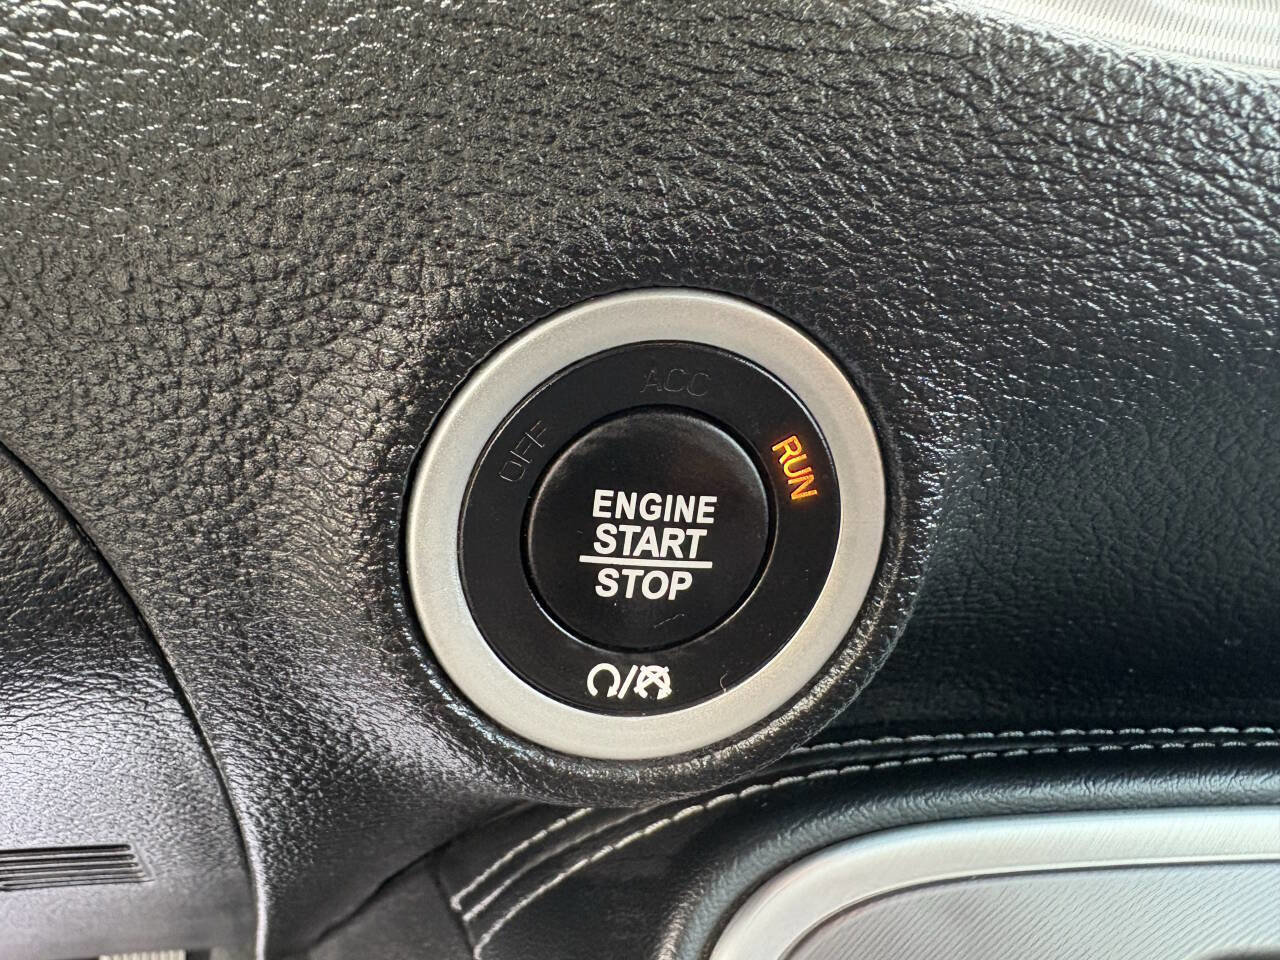 OFF
ACC
RUN
ENGINE
START
STOP